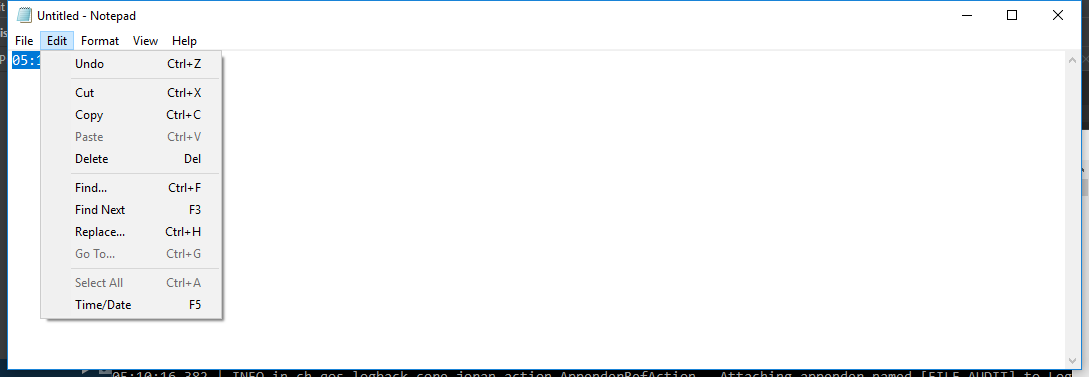 Untitled - Notepad
File Edit Format View Help
05:1
Undo Ctrl+Z
Cut Ctrl+X
Copy Ctrl+C
Paste Ctrl+V
Delete Del
Find... Ctrl+F
Find Next F3
Replace... Ctrl+H
Go To... Ctrl+G
Select All Ctrl+A
Time/Date F5
05:10:16.382 | INFO in ch.qos.logback.core.joran.action.AppenderRefAction - Attaching appender named [FILE_AUDIT] to Log